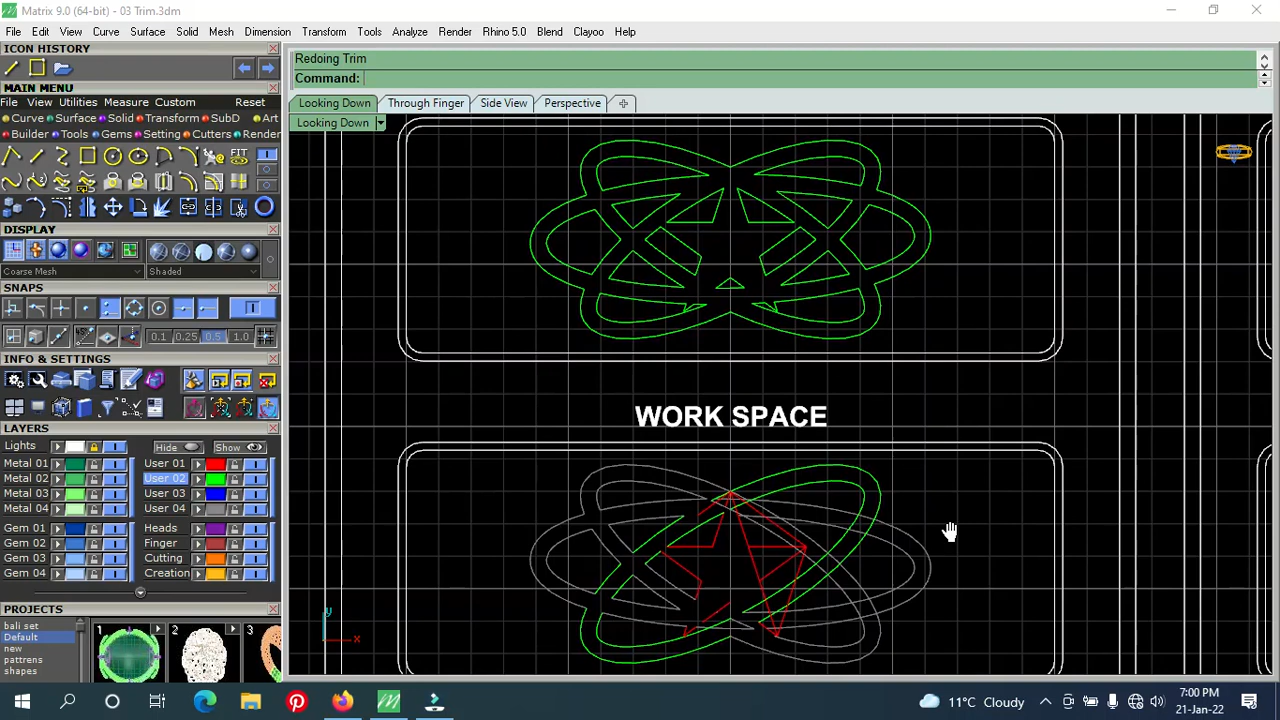 Matrix 9.0 (64-bit) - 03 Trim.3dm
File Edit View Curve Surface Solid Mesh Dimension Transform Tools Analyze Render Rhino 5.0 Blend Clayoo Help
ICON HISTORY
Redoing Trim
Command:
MAIN MENU
File View Utilities Measure Custom Reset
Curve Surface Solid Transform SubD Art
Builder Tools Gems Setting Cutters Render
Looking Down Through Finger Side View Perspective
Looking Down
FIT
DISPLAY
Coarse Mesh Shaded
SNAPS
0.1 0.25 0.5 1.0
INFO & SETTINGS
LAYERS
Lights Hide Show
Metal 01 User 01
Metal 02 User 02
Metal 03 User 03
Metal 04 User 04
Gem 01 Heads
Gem 02 Finger
Gem 03 Cutting
Gem 04 Creation
WORK SPACE
y
x
PROJECTS
bali set
Default
new
pattrens
shapes
1 2 3
11°C Cloudy
7:00 PM
21-Jan-22